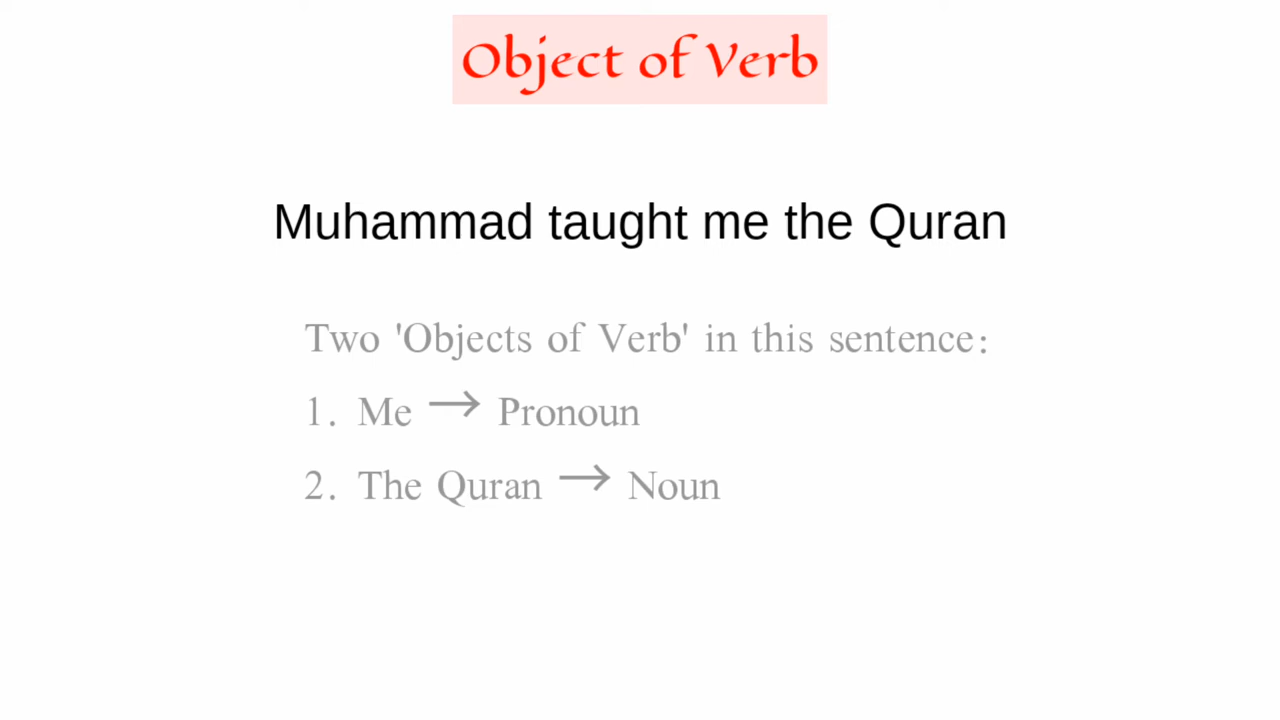 Object of Verb
Muhammad taught me the Quran
Two 'Objects of Verb' in this sentence:
1. Me → Pronoun
2. The Quran → Noun